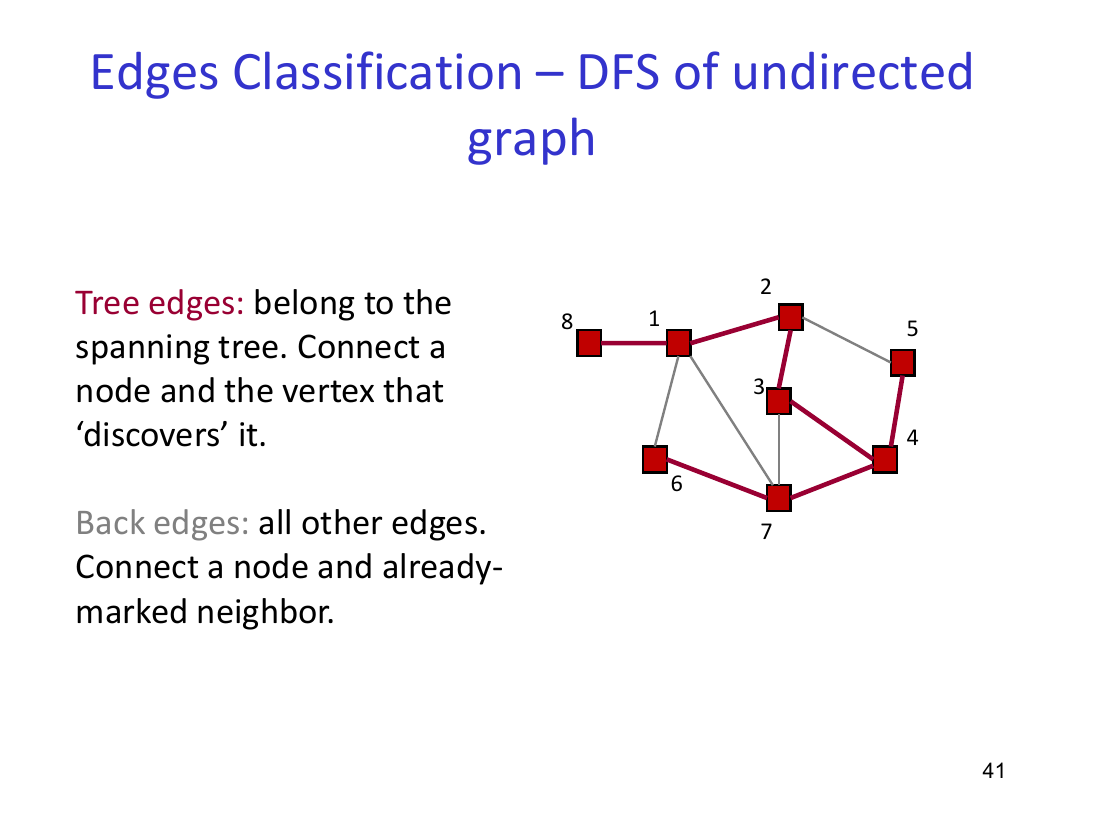 Edges Classification – DFS of undirected
graph
Tree edges: belong to the
spanning tree. Connect a
node and the vertex that
‘discovers’ it.
Back edges: all other edges.
Connect a node and already-
marked neighbor.
2
8
1
5
3
4
6
7
41